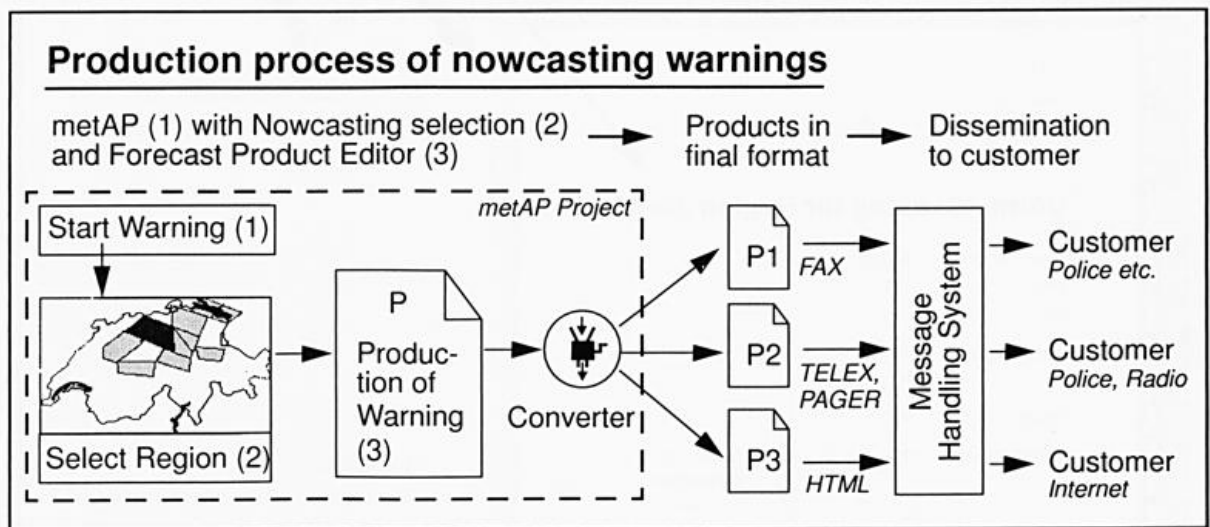 Production process of nowcasting warnings
metAP (1) with Nowcasting selection (2)
and Forecast Product Editor (3)
Products in
final format
Dissemination
to customer
metAP Project
Start Warning (1)
Select Region (2)
P
Produc-
tion of
Warning
(3)
Converter
P1
FAX
P2
TELEX,
PAGER
P3
HTML
Message
Handling System
Customer
Police etc.
Customer
Police, Radio
Customer
Internet